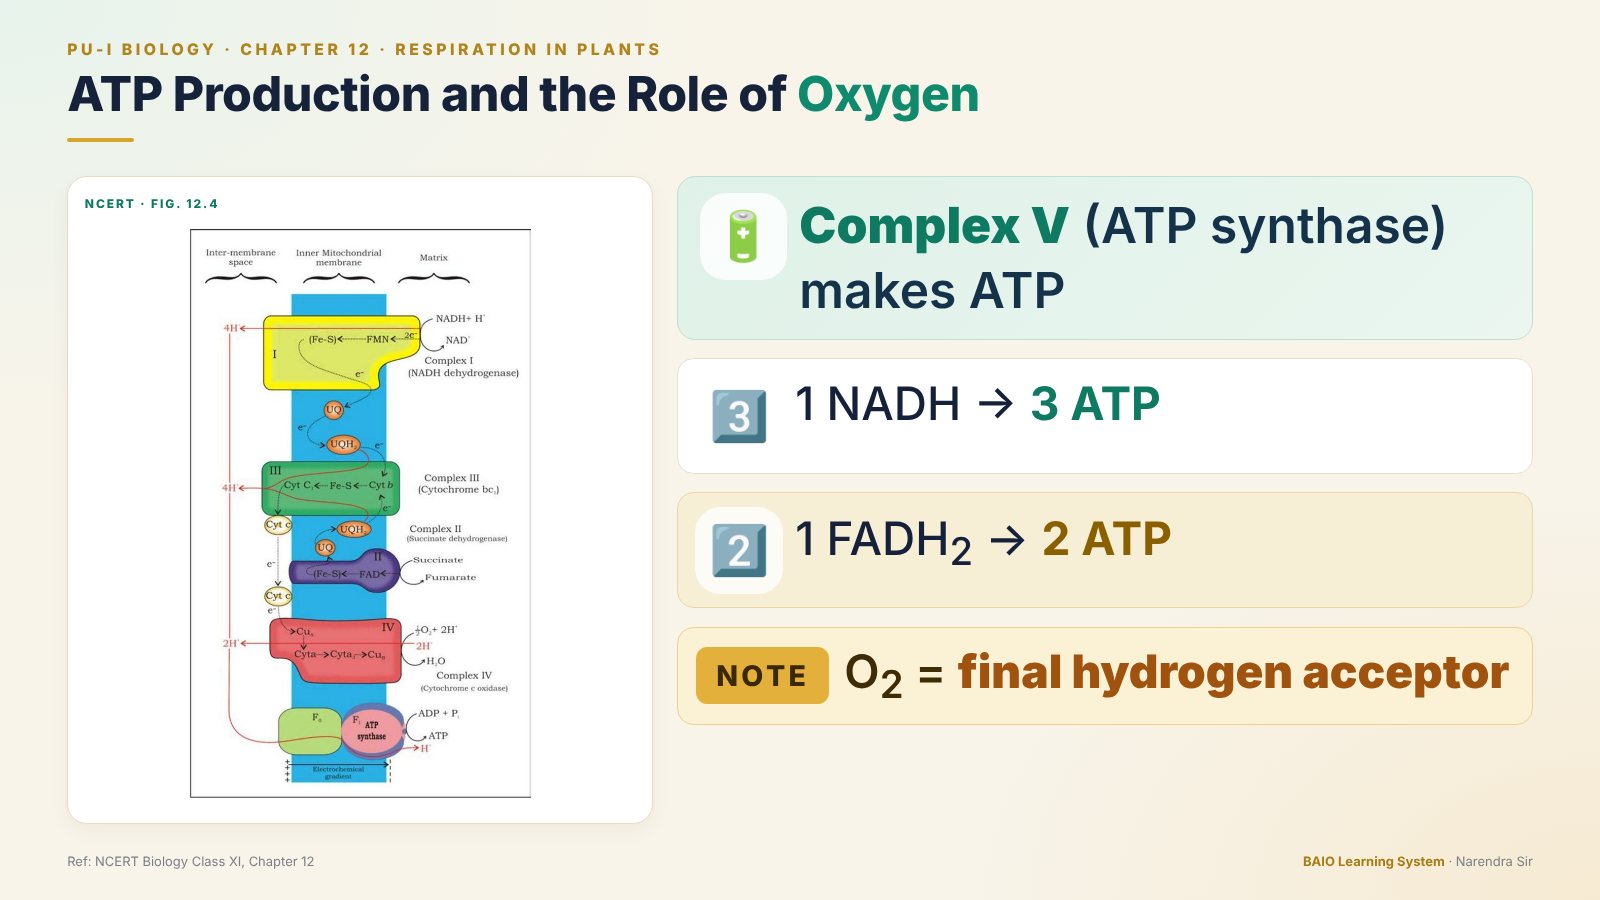 PU-I BIOLOGY · CHAPTER 12 · RESPIRATION IN PLANTS
ATP Production and the Role of Oxygen
NCERT · FIG. 12.4
Inter-membrane space
Inner Mitochondrial membrane
Matrix
4H⁺
NADH+ H⁺
(Fe-S)
FMN
2e⁻
NAD⁺
I
Complex I
(NADH dehydrogenase)
e⁻
UQ
e⁻
UQH₂
e⁻
III
4H⁺
Cyt C₁
Fe-S
Cyt b
Complex III
(Cytochrome bc₁)
e⁻
Cyt c
UQH₂
Complex II
(Succinate dehydrogenase)
UQ
II
e⁻
Succinate
(Fe-S)
FAD
Fumarate
Cyt c
e⁻
IV
CuA
½O₂+ 2H⁺
2H⁺
2H⁺
Cyta
Cyta₃
CuB
H₂O
Complex IV
(Cytochrome c oxidase)
F₀
F₁
ATP synthase
ADP + Pᵢ
ATP
H⁺
Electrochemical gradient
Complex V (ATP synthase)
makes ATP
3
1 NADH → 3 ATP
2
1 FADH₂ → 2 ATP
NOTE
O₂ = final hydrogen acceptor
Ref: NCERT Biology Class XI, Chapter 12
BAIO Learning System · Narendra Sir